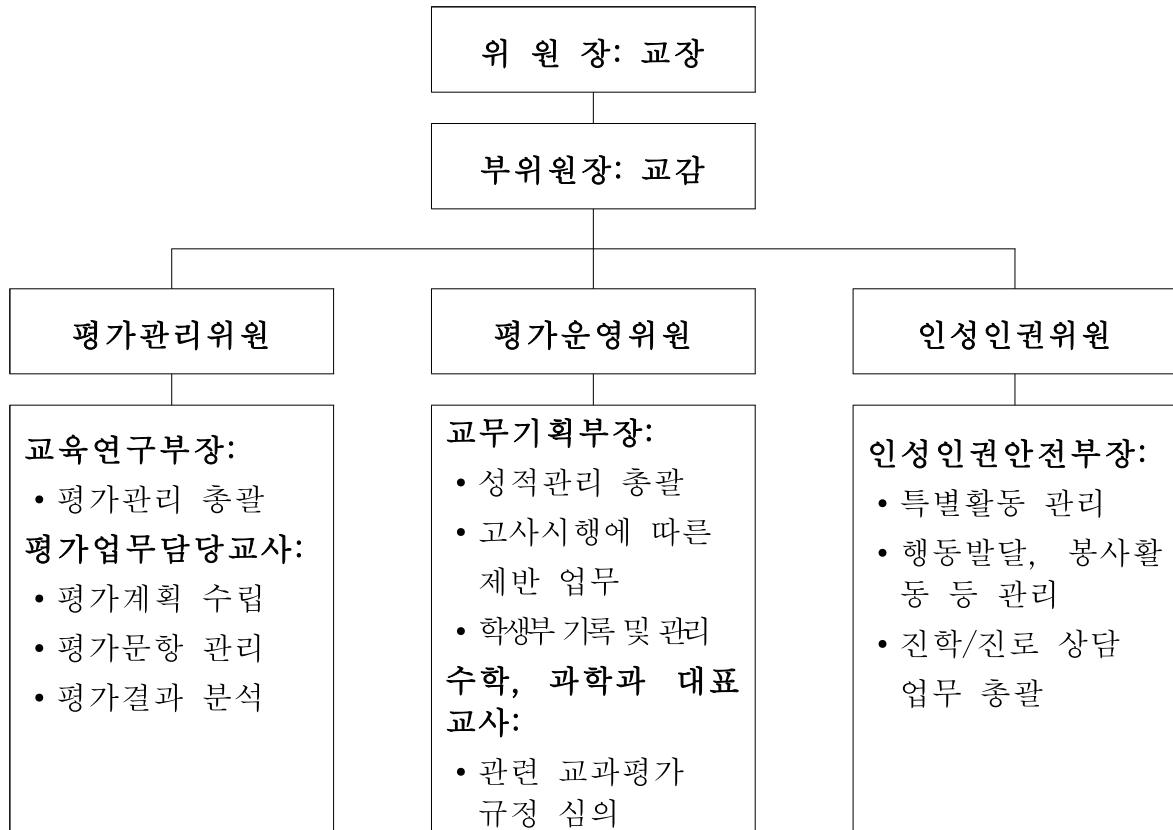 위 원 장: 교장
부위원장: 교감
평가관리위원
평가운영위원
인성인권위원
교육연구부장:
• 평가관리 총괄
평가업무담당교사:
• 평가계획 수립
• 평가문항 관리
• 평가결과 분석
교무기획부장:
• 성적관리 총괄
• 고사시행에 따른
제반 업무
• 학생부 기록 및 관리
수학, 과학과 대표
교사:
• 관련 교과평가
규정 심의
인성인권안전부장:
• 특별활동 관리
• 행동발달, 봉사활
동 등 관리
• 진학/진로 상담
업무 총괄